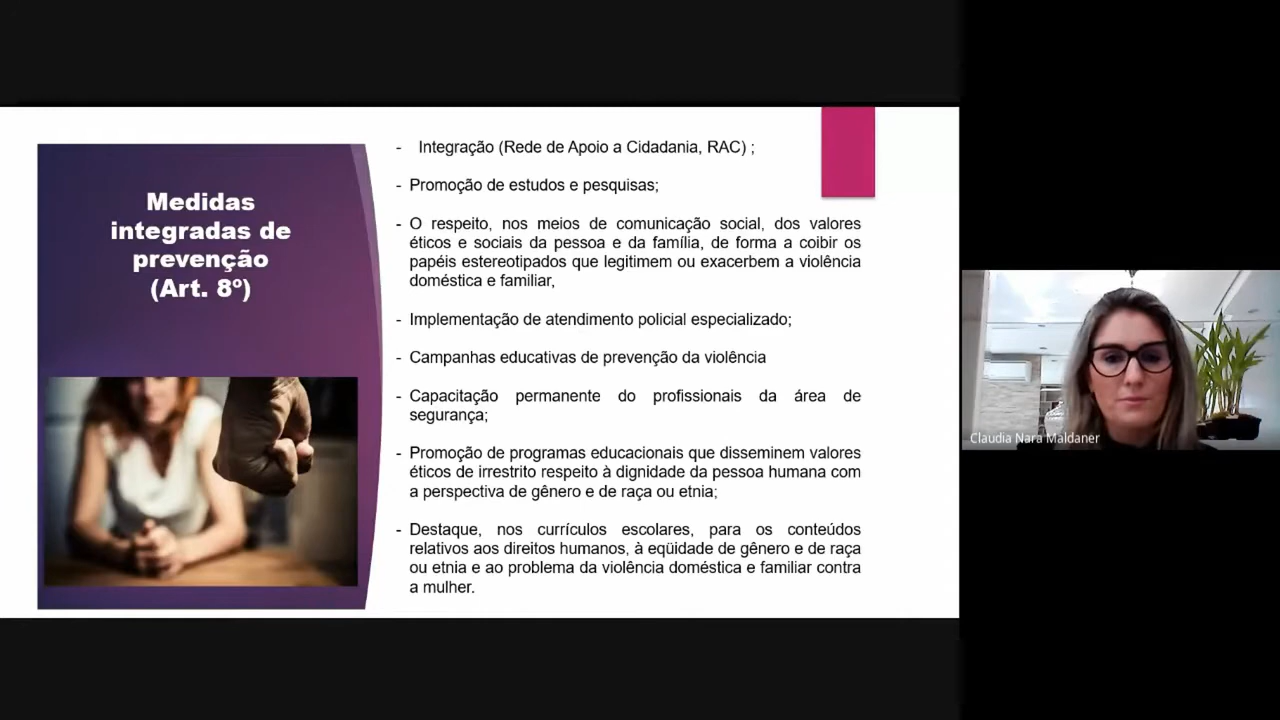 Medidas
integradas de
prevenção
(Art. 8º)
- Integração (Rede de Apoio a Cidadania, RAC) ;
- Promoção de estudos e pesquisas;
- O respeito, nos meios de comunicação social, dos valores
éticos e sociais da pessoa e da família, de forma a coibir os
papéis estereotipados que legitimem ou exacerbem a violência
doméstica e familiar,
- Implementação de atendimento policial especializado;
- Campanhas educativas de prevenção da violência
- Capacitação permanente do profissionais da área de
segurança;
- Promoção de programas educacionais que disseminem valores
éticos de irrestrito respeito à dignidade da pessoa humana com
a perspectiva de gênero e de raça ou etnia;
- Destaque, nos currículos escolares, para os conteúdos
relativos aos direitos humanos, à eqüidade de gênero e de raça
ou etnia e ao problema da violência doméstica e familiar contra
a mulher.
Claudia Nara Maldaner